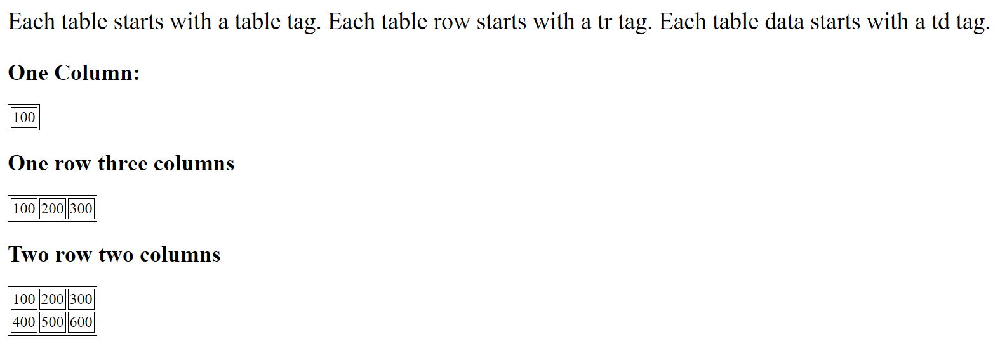 Each table starts with a table tag. Each table row starts with a tr tag. Each table data starts with a td tag.
One Column:
100
One row three columns
100 200 300
Two row two columns
100 200 300
400 500 600